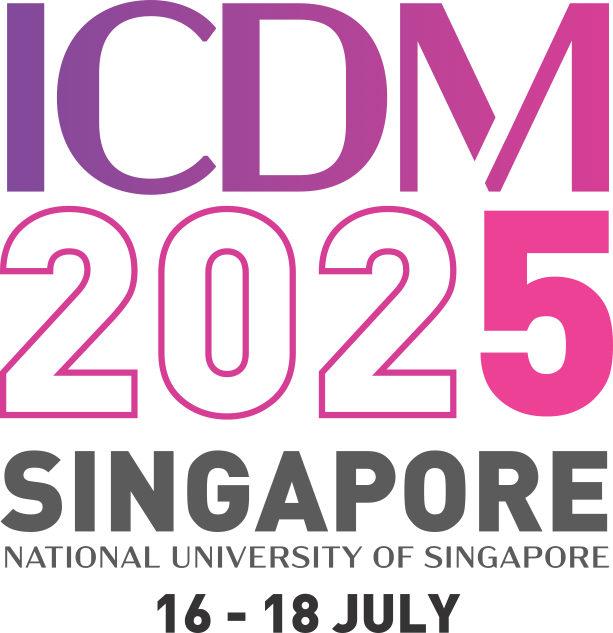 ICDM
2025
SINGAPORE
NATIONAL UNIVERSITY OF SINGAPORE
16 - 18 JULY